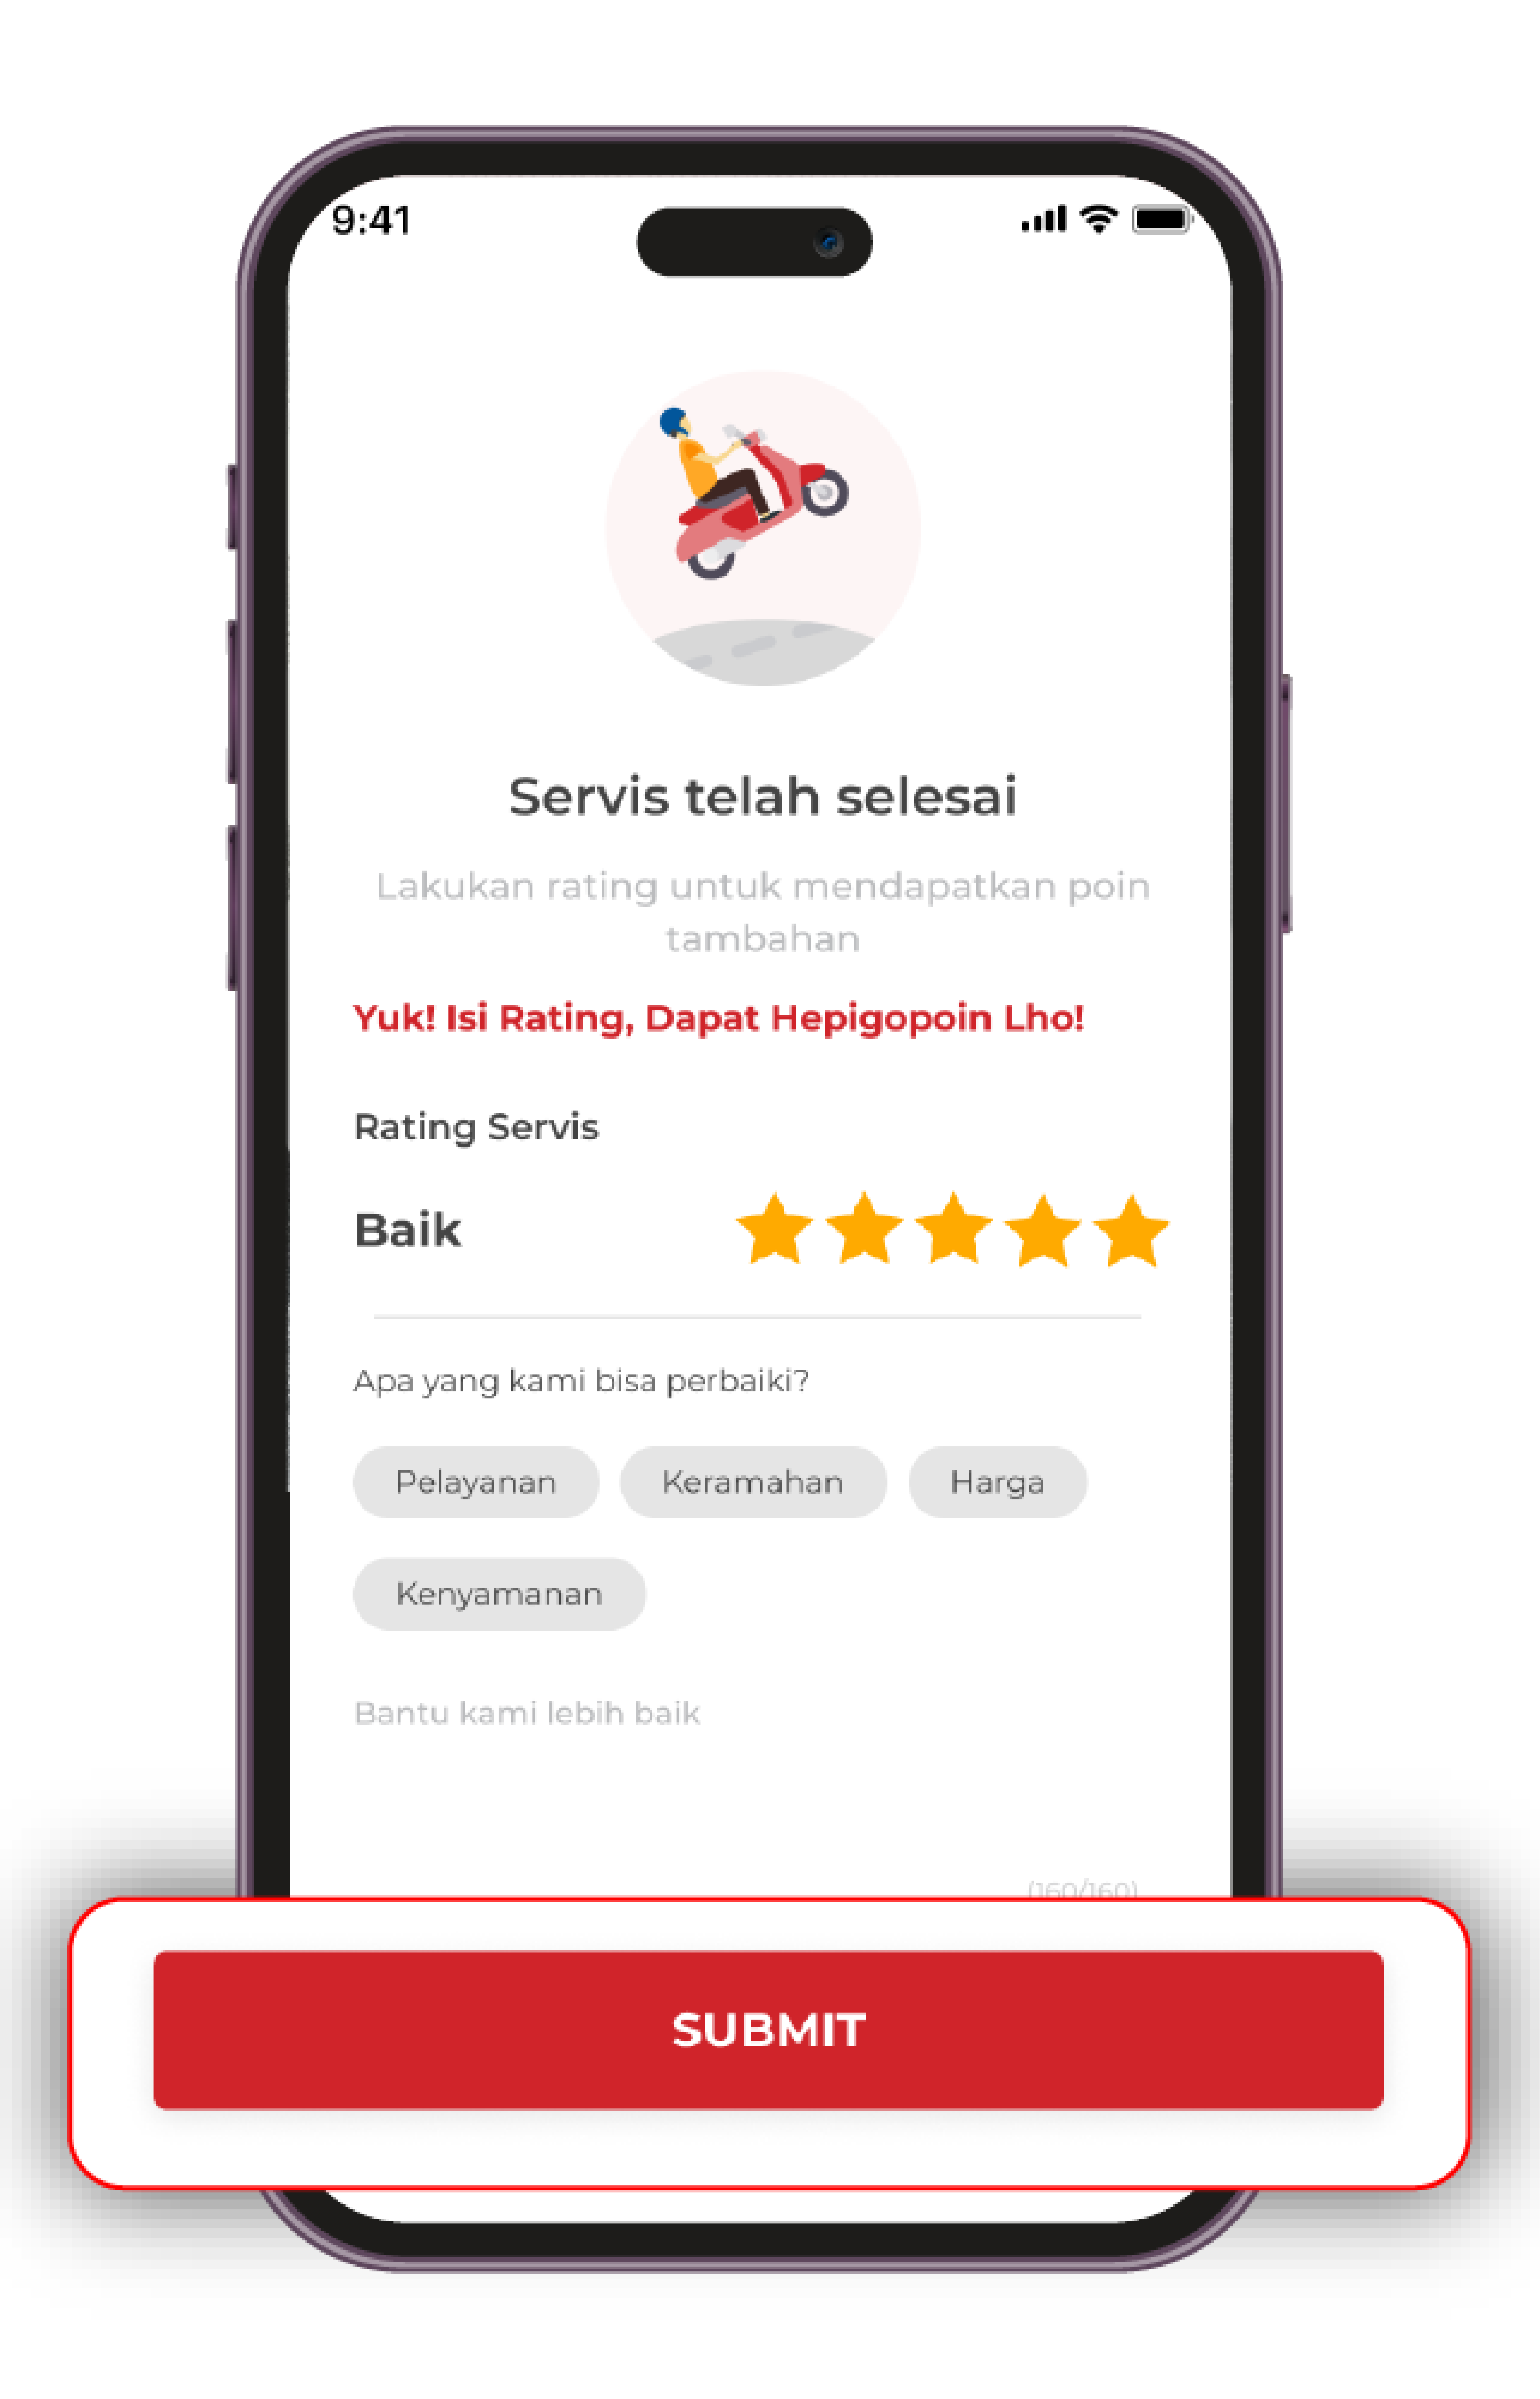 9:41
Servis telah selesai
Lakukan rating untuk mendapatkan poin
tambahan
Yuk! Isi Rating, Dapat Hepigopoin Lho!
Rating Servis
Baik
Apa yang kami bisa perbaiki?
Pelayanan Keramahan Harga
Kenyamanan
Bantu kami lebih baik
(160/160)
SUBMIT